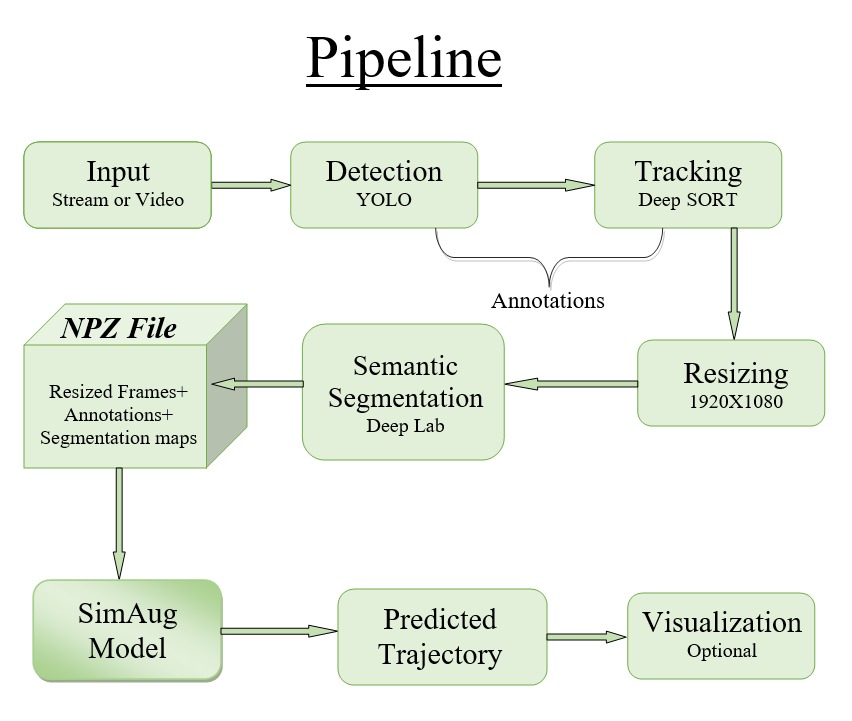 Pipeline
Input
Stream or Video
Detection
YOLO
Tracking
Deep SORT
Annotations
NPZ File
Resized Frames+
Annotations+
Segmentation maps
Semantic
Segmentation
Deep Lab
Resizing
1920X1080
SimAug
Model
Predicted
Trajectory
Visualization
Optional